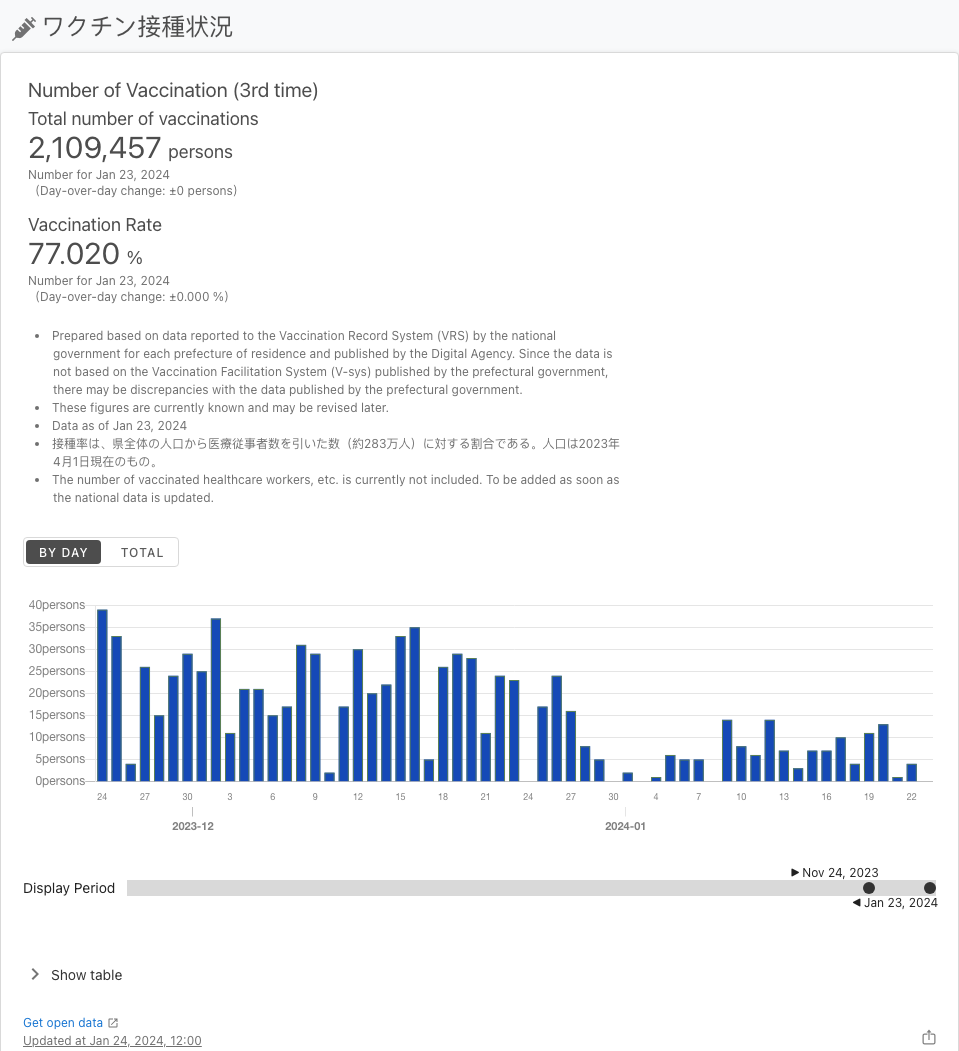 ワクチン接種状況
Number of Vaccination (3rd time)
Total number of vaccinations
2,109,457 persons
Number for Jan 23, 2024
(Day-over-day change: ±0 persons)
Vaccination Rate
77.020 %
Number for Jan 23, 2024
(Day-over-day change: ±0.000 %)
• Prepared based on data reported to the Vaccination Record System (VRS) by the national
government for each prefecture of residence and published by the Digital Agency. Since the data is
not based on the Vaccination Facilitation System (V-sys) published by the prefectural government,
there may be discrepancies with the data published by the prefectural government.
• These figures are currently known and may be revised later.
• Data as of Jan 23, 2024
• 接種率は、県全体の人口から医療従事者数を引いた数（約283万人）に対する割合である。人口は2023年
4月1日現在のもの。
• The number of vaccinated healthcare workers, etc. is currently not included. To be added as soon as
the national data is updated.
BY DAY TOTAL
40persons
35persons
30persons
25persons
20persons
15persons
10persons
5persons
0persons
24 27 30 3 6 9 12 15 18 21 24 27 30 4 7 10 13 16 19 22
2023-12 2024-01
▶ Nov 24, 2023
Display Period
◀ Jan 23, 2024
Show table
Get open data
Updated at Jan 24, 2024, 12:00